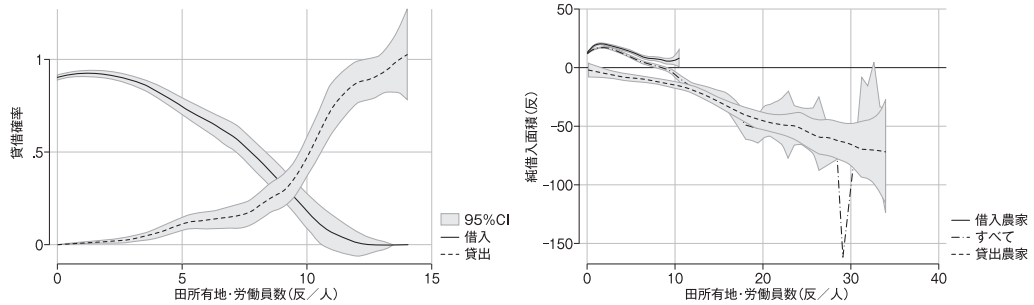 貸借確率
1
.5
0
0
5
10
15
田所有地・労働員数(反／人)
95%CI
借入
貸出
純借入面積(反)
50
0
−50
−100
−150
0
10
20
30
40
田所有地・労働員数(反／人)
借入農家
すべて
貸出農家